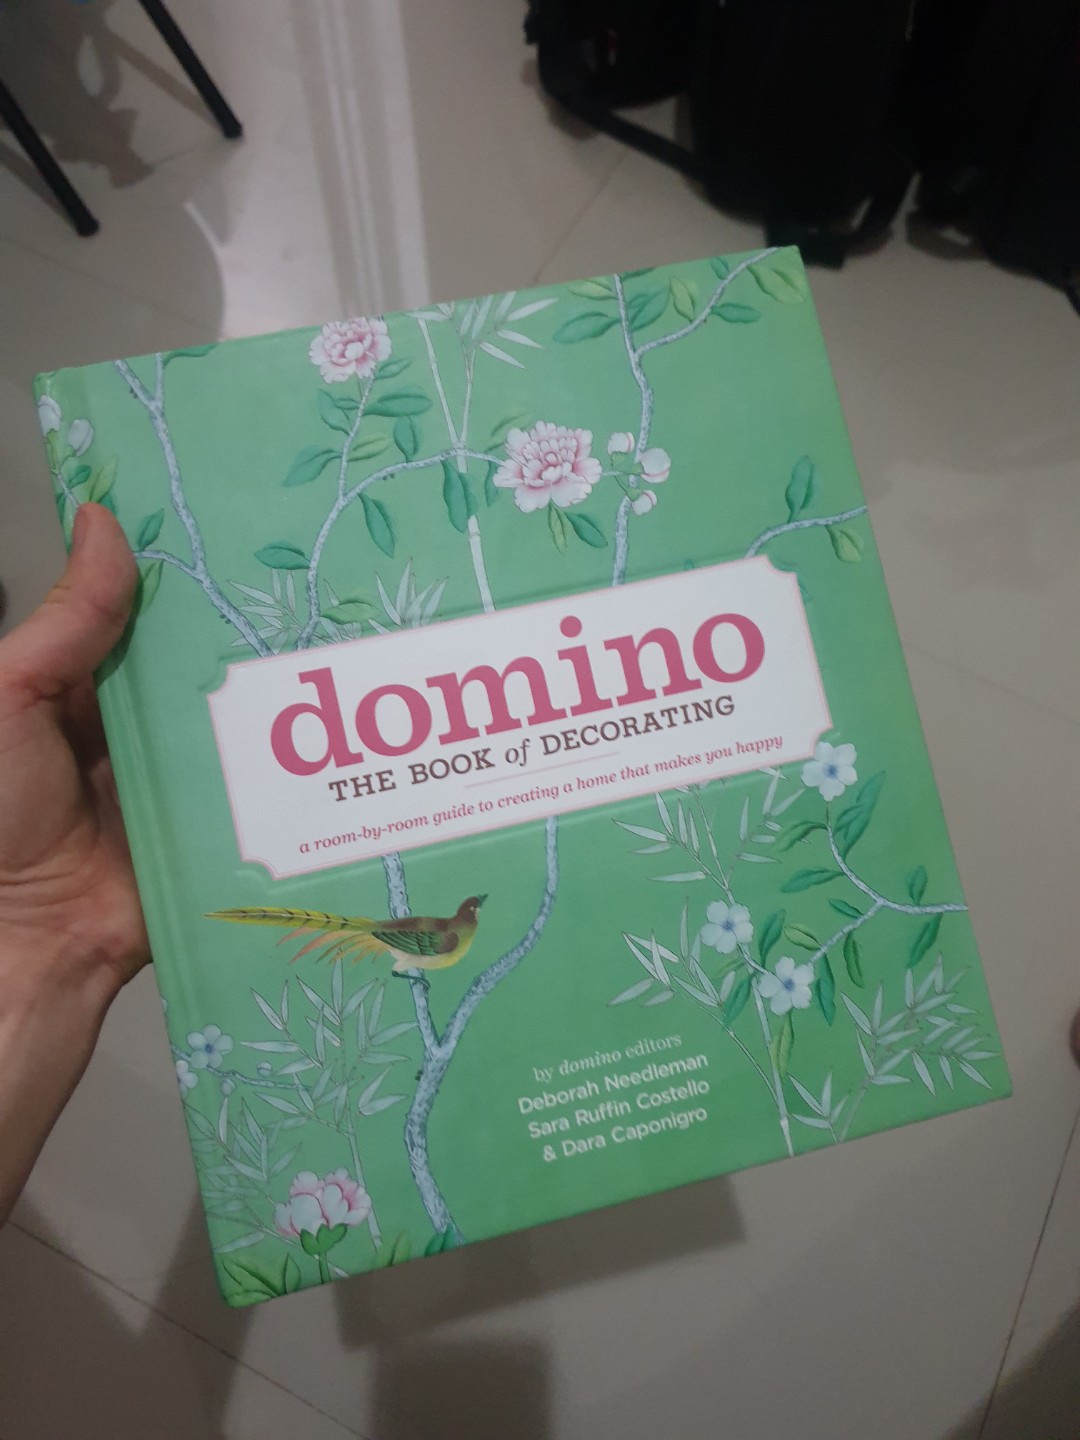 domino
THE BOOK of DECORATING
a room-by-room guide to creating a home that makes you happy
by domino editors
Deborah Needleman
Sara Ruffin Costello
& Dara Caponigro